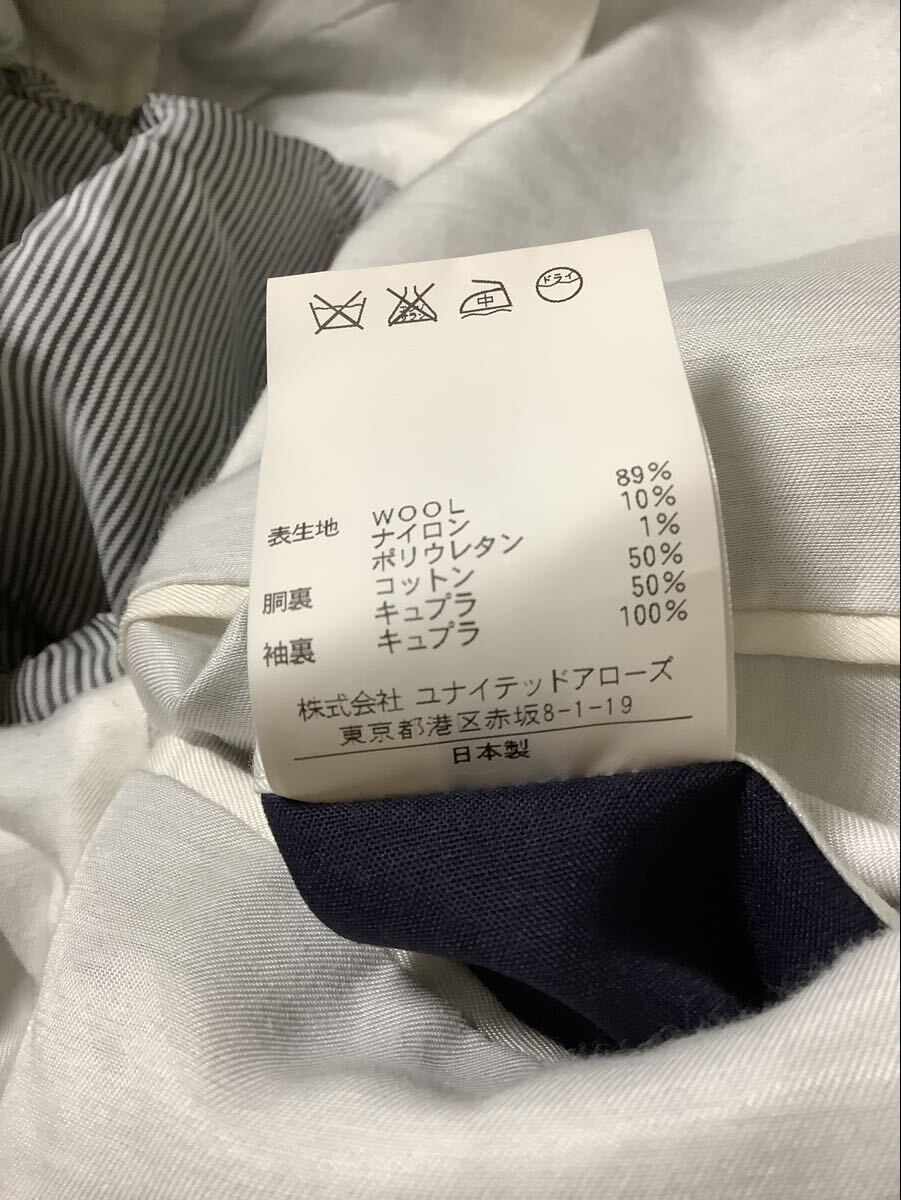 中 ドライ
89%
表生地 WOOL 10%
ナイロン 1%
ポリウレタン 50%
胴裏 コットン 50%
キュプラ 100%
袖裏 キュプラ
株式会社 ユナイテッドアローズ
東京都港区赤坂8-1-19
日本製